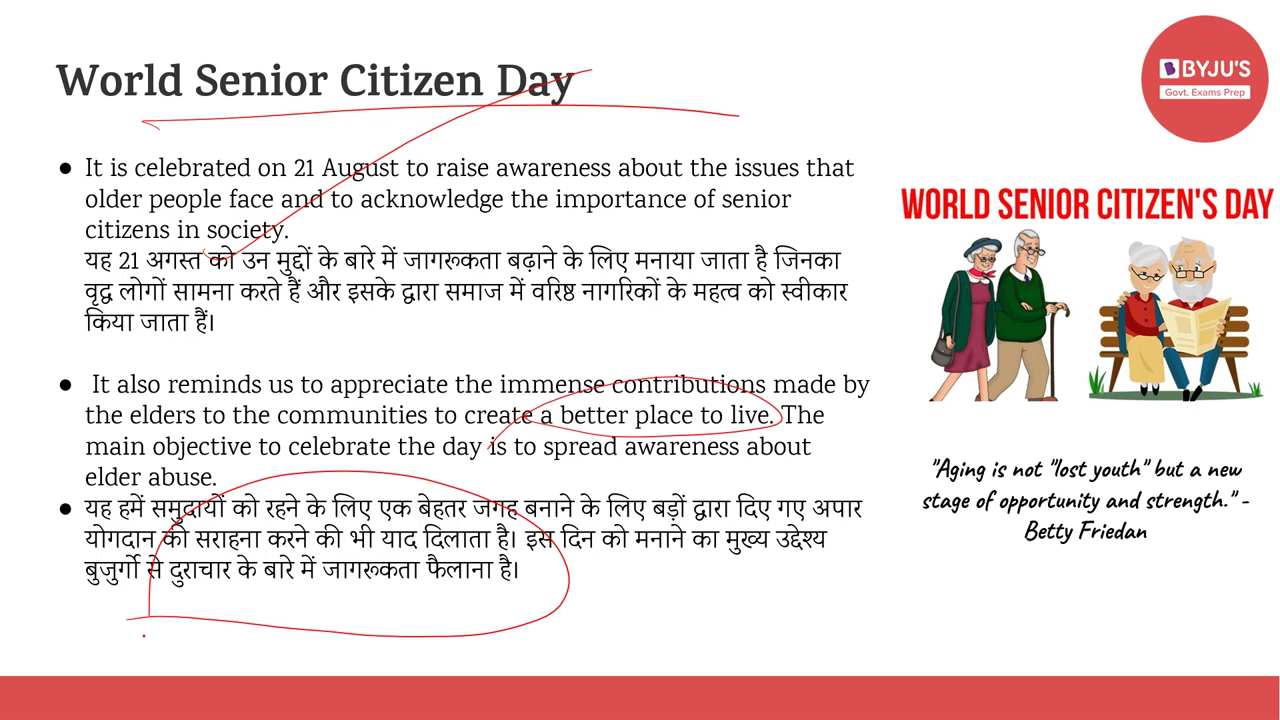 World Senior Citizen Day
BYJU'S
Govt. Exams Prep
● It is celebrated on 21 August to raise awareness about the issues that
older people face and to acknowledge the importance of senior
citizens in society.
यह 21 अगस्त को उन मुद्दों के बारे में जागरूकता बढ़ाने के लिए मनाया जाता है जिनका
वृद्ध लोगों सामना करते हैं और इसके द्वारा समाज में वरिष्ठ नागरिकों के महत्व को स्वीकार
किया जाता हैं।
● It also reminds us to appreciate the immense contributions made by
the elders to the communities to create a better place to live. The
main objective to celebrate the day is to spread awareness about
elder abuse.
● यह हमें समुदायों को रहने के लिए एक बेहतर जगह बनाने के लिए बड़ों द्वारा दिए गए अपार
योगदान की सराहना करने की भी याद दिलाता है। इस दिन को मनाने का मुख्य उद्देश्य
बुजुर्गो से दुराचार के बारे में जागरूकता फैलाना है।
WORLD SENIOR CITIZEN'S DAY
"Aging is not "lost youth" but a new
stage of opportunity and strength." -
Betty Friedan